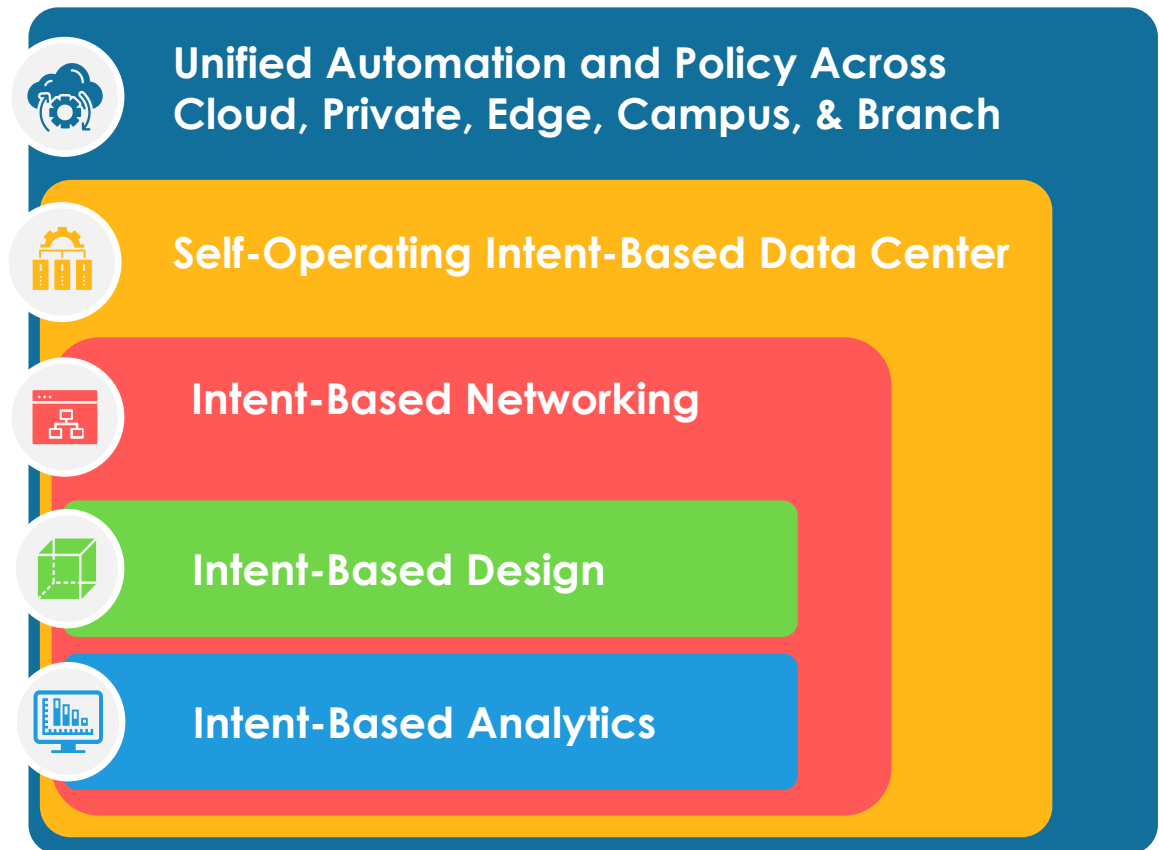 Unified Automation and Policy Across
Cloud, Private, Edge, Campus, & Branch
Self-Operating Intent-Based Data Center
Intent-Based Networking
Intent-Based Design
Intent-Based Analytics